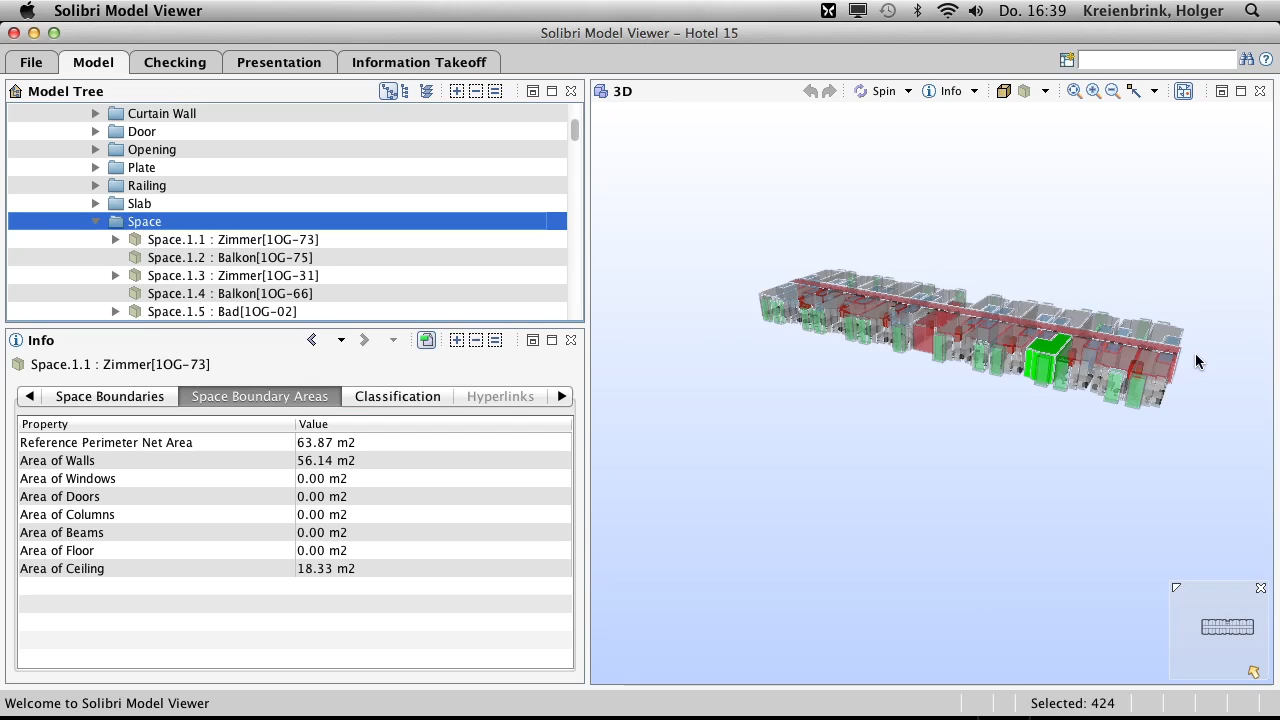 Solibri Model Viewer
Do. 16:39
Kreienbrink, Holger
Solibri Model Viewer - Hotel 15
File
Model
Checking
Presentation
Information Takeoff
Model Tree
Curtain Wall
Door
Opening
Plate
Railing
Slab
Space
Space.1.1 : Zimmer[1OG-73]
Space.1.2 : Balkon[1OG-75]
Space.1.3 : Zimmer[1OG-31]
Space.1.4 : Balkon[1OG-66]
Space.1.5 : Bad[1OG-02]
Info
Space.1.1 : Zimmer[1OG-73]
Space Boundaries
Space Boundary Areas
Classification
Hyperlinks
Property Value
Reference Perimeter Net Area 63.87 m2
Area of Walls 56.14 m2
Area of Windows 0.00 m2
Area of Doors 0.00 m2
Area of Columns 0.00 m2
Area of Beams 0.00 m2
Area of Floor 0.00 m2
Area of Ceiling 18.33 m2
3D
Spin
Info
Welcome to Solibri Model Viewer
Selected: 424